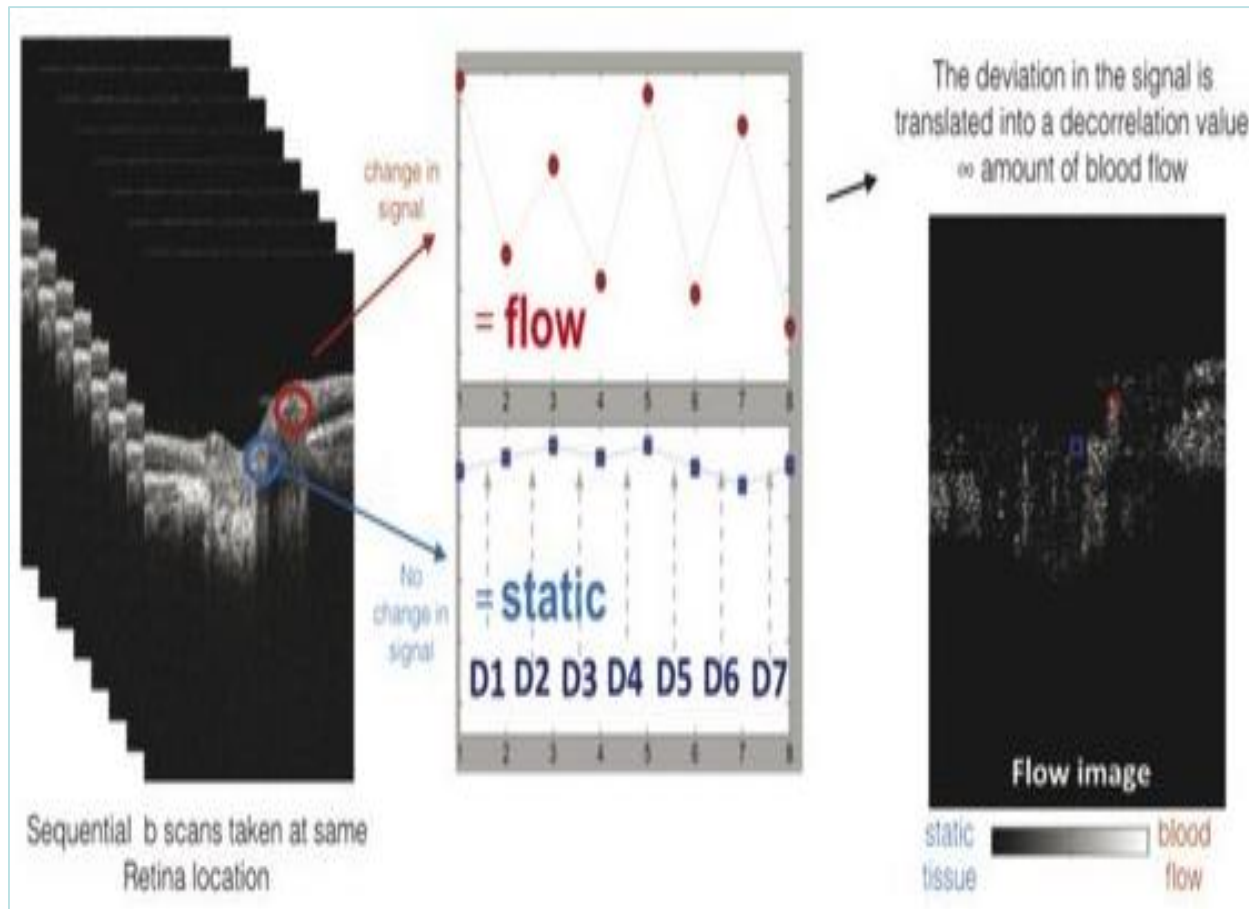 change in
signal
= flow
1 2 3 4 5 6 7 8
No
change in
signal
= static
D1 D2 D3 D4 D5 D6 D7
1 2 3 4 5 6 7 8
Sequential b scans taken at same
Retina location
The deviation in the signal is
translated into a decorrelation value
∞ amount of blood flow
Flow image
static
tissue
blood
flow